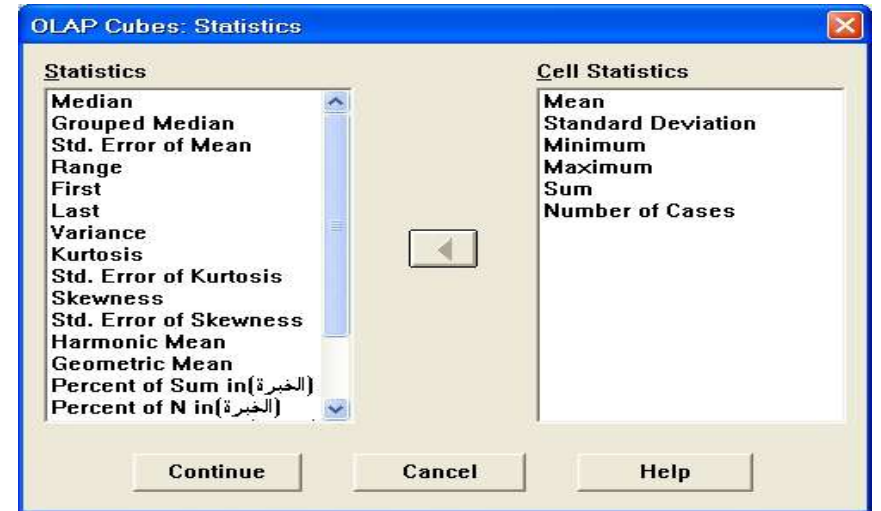 OLAP Cubes: Statistics
Statistics
Median
Grouped Median
Std. Error of Mean
Range
First
Last
Variance
Kurtosis
Std. Error of Kurtosis
Skewness
Std. Error of Skewness
Harmonic Mean
Geometric Mean
Percent of Sum in(الخبرة)
Percent of N in(الخبرة)
Cell Statistics
Mean
Standard Deviation
Minimum
Maximum
Sum
Number of Cases
Continue
Cancel
Help